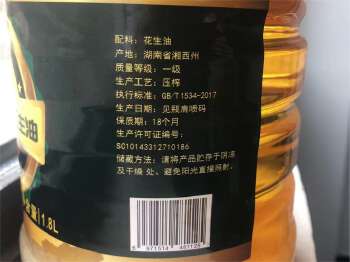 配料：花生油
产地：湖南省湘西州
质量等级：一级
生产工艺：压榨
执行标准：GB/T1534-2017
生产日期：见瓶肩喷码
保质期：18个月
生产许可证编号：
SC10143312710186
储藏方法：请将产品贮存于阴凉
及干燥 处、避免阳光直接照射。
生油
量|1.8L